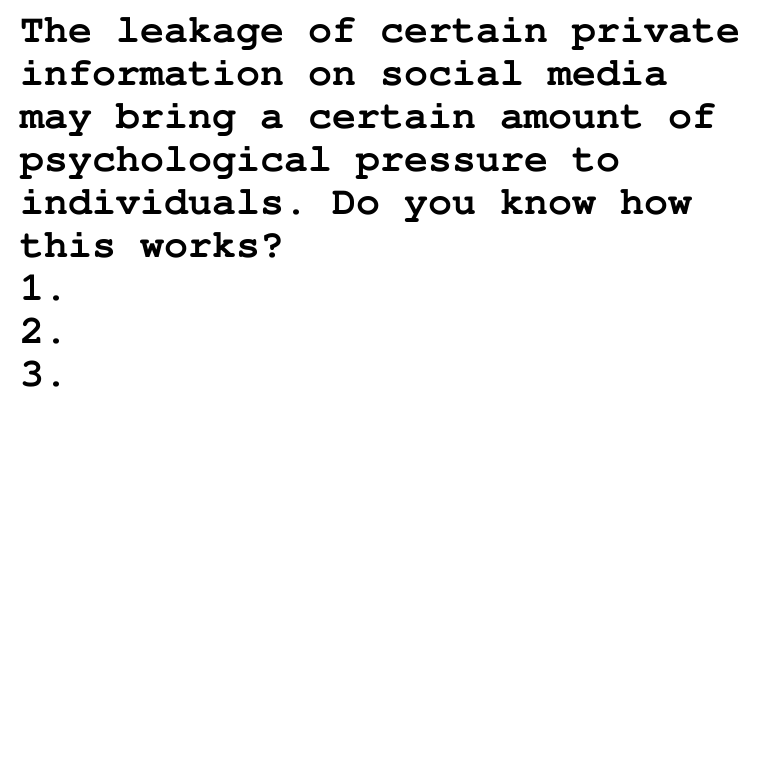 The leakage of certain private
information on social media
may bring a certain amount of
psychological pressure to
individuals. Do you know how
this works?
1.
2.
3.